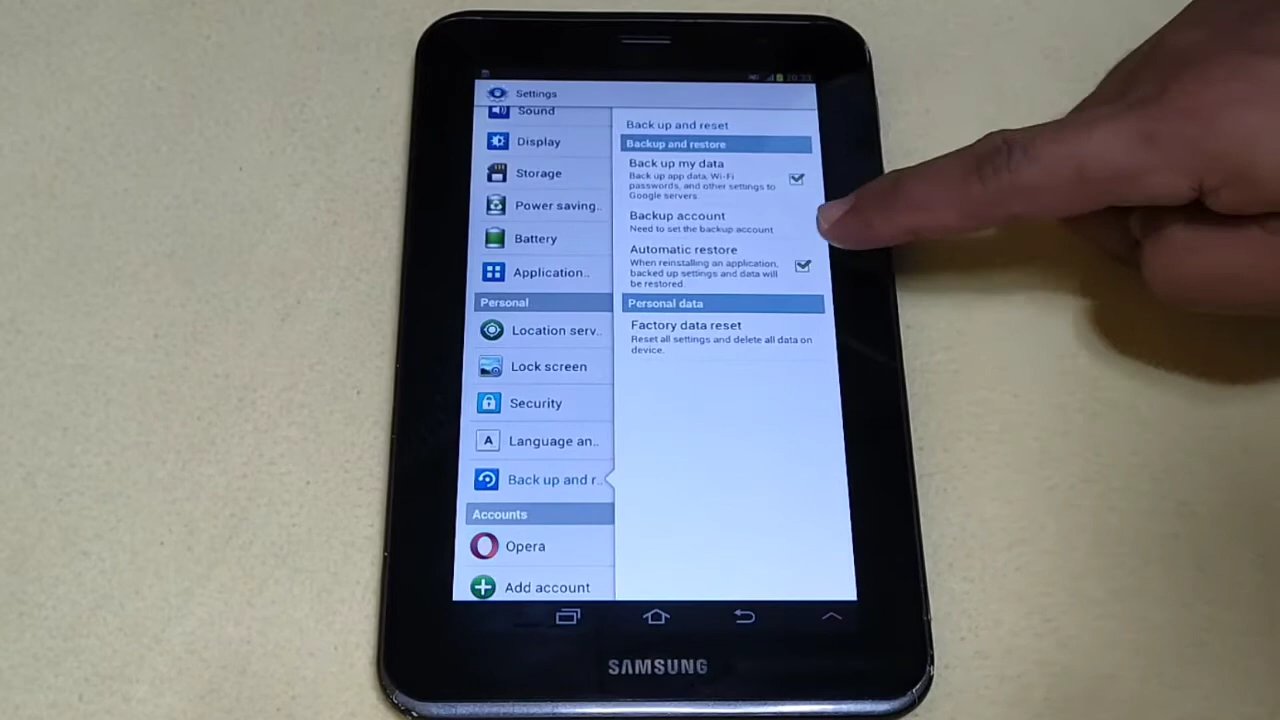 20:33
Settings
Sound
Display
Storage
Power saving..
Battery
Application..
Personal
Location serv..
Lock screen
Security
A
Language an..
Back up and r..
Accounts
Opera
Add account
Back up and reset
Backup and restore
Back up my data
Back up app data, Wi-Fi
passwords, and other settings to
Google servers.
Backup account
Need to set the backup account
Automatic restore
When reinstalling an application,
backed up settings and data will
be restored.
Personal data
Factory data reset
Reset all settings and delete all data on
device.
SAMSUNG